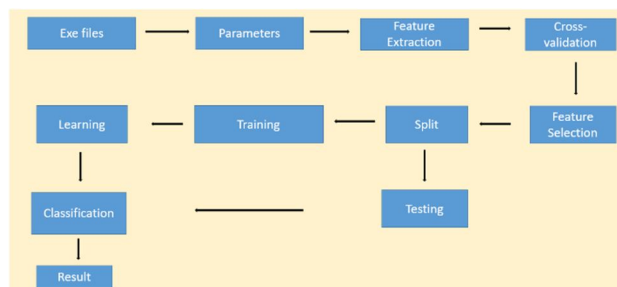 Exe files
Parameters
Feature
Extraction
Cross-
validation
Learning
Training
Split
Feature
Selection
Classification
Testing
Result